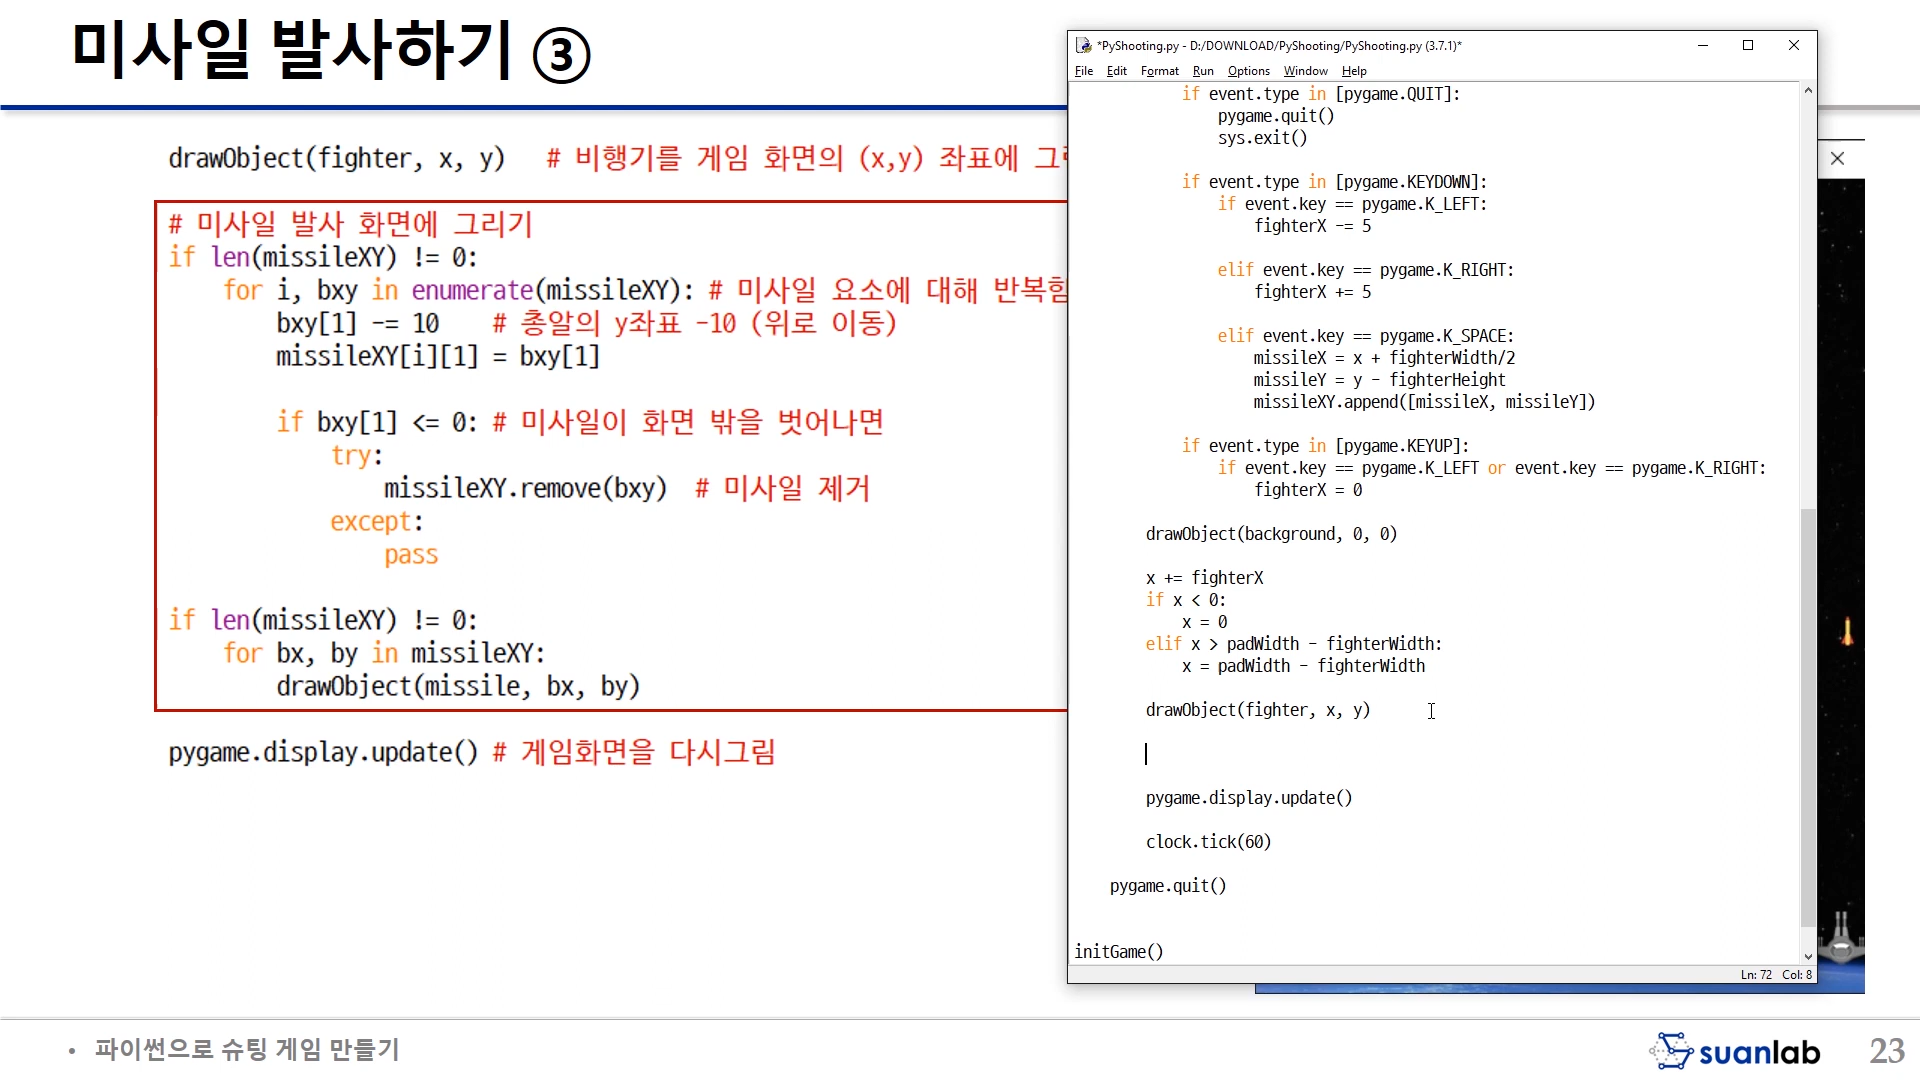 미사일 발사하기 ③
drawObject(fighter, x, y)   # 비행기를 게임 화면의 (x,y) 좌표에
# 미사일 발사 화면에 그리기
if len(missileXY) != 0:
    for i, bxy in enumerate(missileXY): # 미사일 요소에 대해 반복함
        bxy[1] -= 10    # 총알의 y좌표 -10 (위로 이동)
        missileXY[i][1] = bxy[1]
        if bxy[1] <= 0: # 미사일이 화면 밖을 벗어나면
            try:
                missileXY.remove(bxy)  # 미사일 제거
            except:
                pass
if len(missileXY) != 0:
    for bx, by in missileXY:
        drawObject(missile, bx, by)
pygame.display.update() # 게임화면을 다시그림
*PyShooting.py - D:/DOWNLOAD/PyShooting/PyShooting.py (3.7.1)*
File Edit Format Run Options Window Help
            if event.type in [pygame.QUIT]:
                pygame.quit()
                sys.exit()
            if event.type in [pygame.KEYDOWN]:
                if event.key == pygame.K_LEFT:
                    fighterX -= 5
                elif event.key == pygame.K_RIGHT:
                    fighterX += 5
                elif event.key == pygame.K_SPACE:
                    missileX = x + fighterWidth/2
                    missileY = y - fighterHeight
                    missileXY.append([missileX, missileY])
            if event.type in [pygame.KEYUP]:
                if event.key == pygame.K_LEFT or event.key == pygame.K_RIGHT:
                    fighterX = 0
        drawObject(background, 0, 0)
        x += fighterX
        if x < 0:
            x = 0
        elif x > padWidth - fighterWidth:
            x = padWidth - fighterWidth
        drawObject(fighter, x, y)
        pygame.display.update()
        clock.tick(60)
    pygame.quit()
initGame()
Ln: 72 Col: 8
• 파이썬으로 슈팅 게임 만들기
suanlab
23